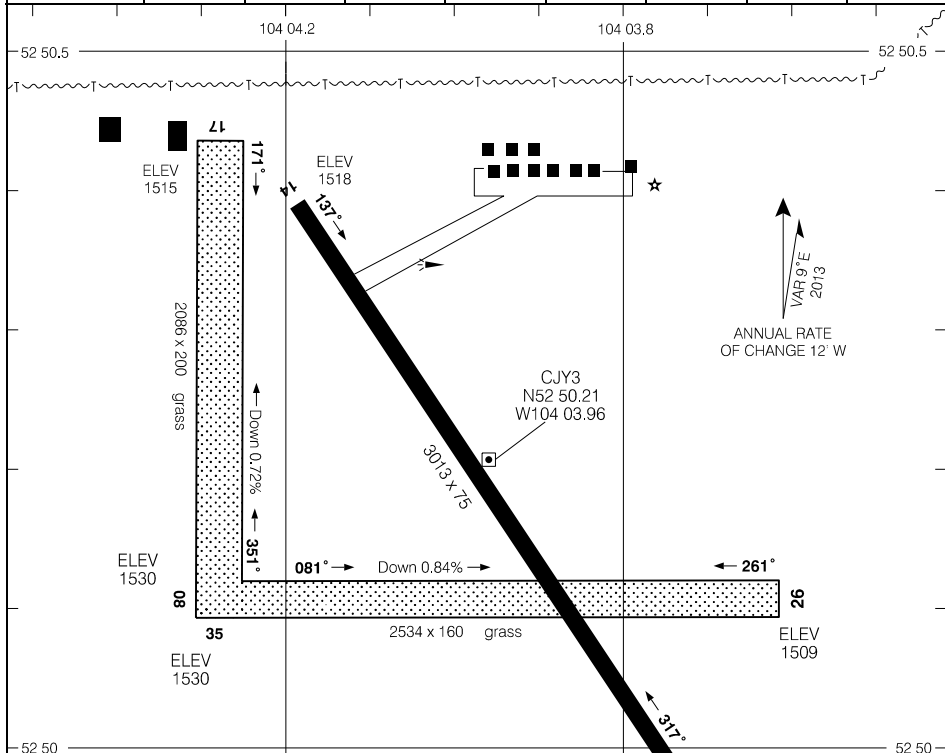 104 04.2
104 03.8
52 50.5
52 50.5
T T T T T T T T T T
17
171°
ELEV
1515
ELEV
1518
14
137°
VAR 9°E
2013
ANNUAL RATE
OF CHANGE 12' W
2086 x 200 grass
Down 0.72%
CJY3
N52 50.21
W104 03.96
3013 x 75
351°
081°
Down 0.84%
261°
ELEV
1530
08
26
35
2534 x 160 grass
ELEV
1509
ELEV
1530
317°
52 50
52 50